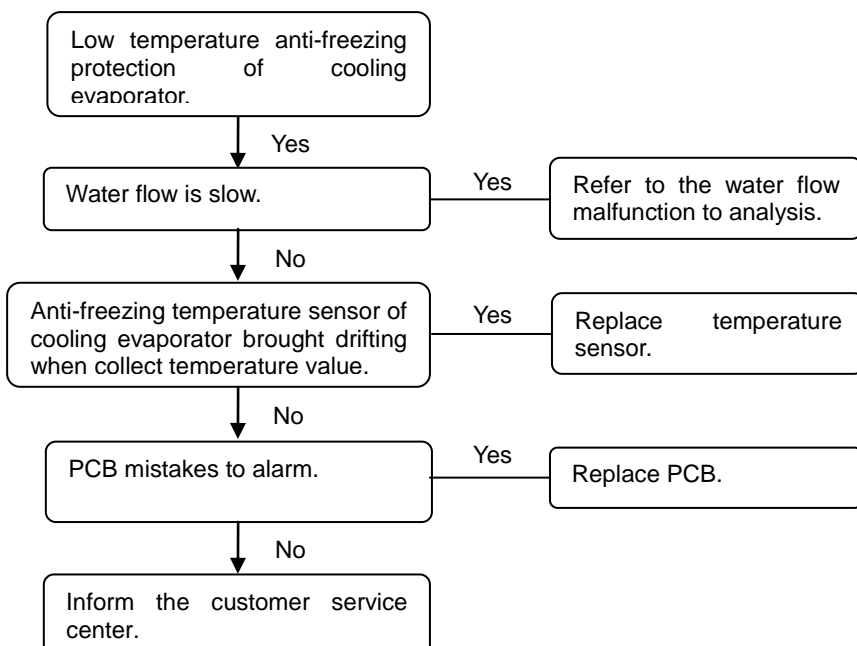 Low temperature anti-freezing
protection of cooling
evaporator.
Yes
Water flow is slow.
Yes
Refer to the water flow
malfunction to analysis.
No
Anti-freezing temperature sensor of
cooling evaporator brought drifting
when collect temperature value.
Yes
Replace temperature
sensor.
No
PCB mistakes to alarm.
Yes
Replace PCB.
No
Inform the customer service
center.